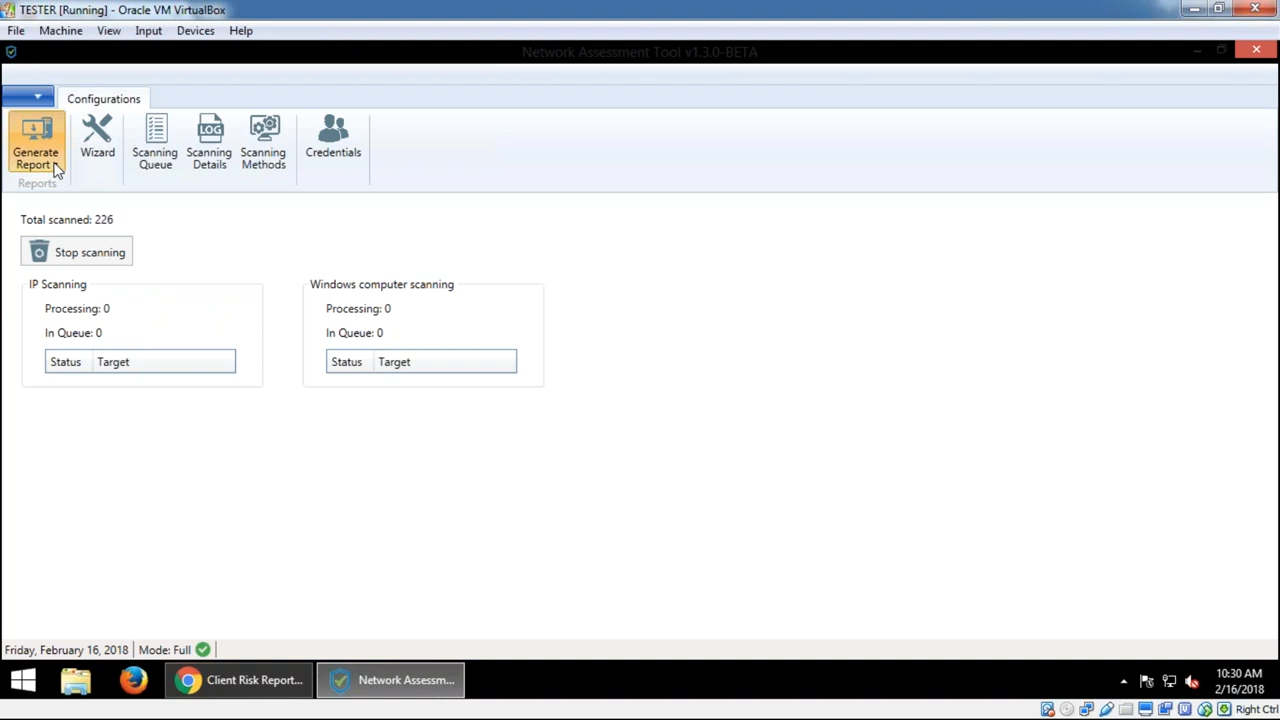 TESTER [Running] - Oracle VM VirtualBox
File Machine View Input Devices Help
Network Assessment Tool v1.3.0-BETA
Configurations
Generate Report
Wizard
Scanning Queue
Scanning Details
Scanning Methods
Credentials
LOG
Reports
Total scanned: 226
Stop scanning
IP Scanning
Processing: 0
In Queue: 0
Status Target
Windows computer scanning
Processing: 0
In Queue: 0
Status Target
Friday, February 16, 2018 Mode: Full
Client Risk Report...
Network Assessm...
10:30 AM
2/16/2018
Right Ctrl